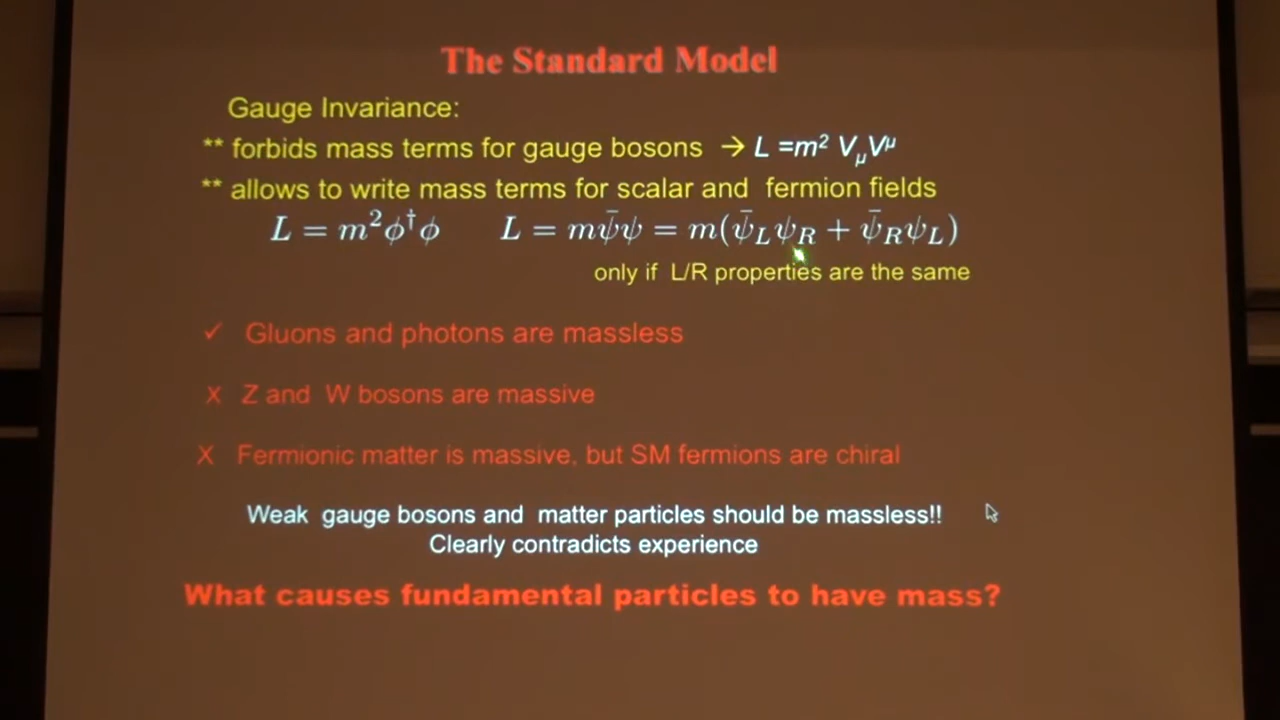 The Standard Model
Gauge Invariance:
** forbids mass terms for gauge bosons → L =m² VμVᵘ
** allows to write mass terms for scalar and fermion fields
L = m²ϕ†ϕ L = mψ̄ψ = m(ψ̄_Lψ_R + ψ̄_Rψ_L)
only if L/R properties are the same
✓ Gluons and photons are massless
X Z and W bosons are massive
X Fermionic matter is massive, but SM fermions are chiral
Weak gauge bosons and matter particles should be massless!!
Clearly contradicts experience
What causes fundamental particles to have mass?